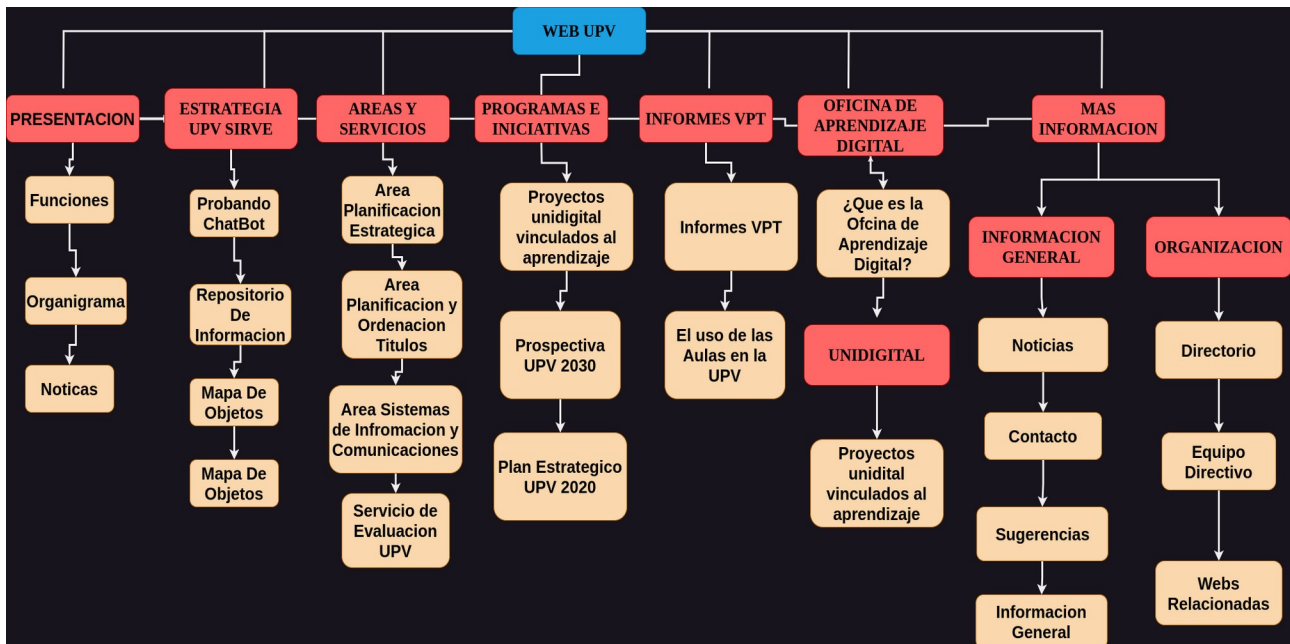 WEB UPV
PRESENTACION
ESTRATEGIA
UPV SIRVE
AREAS Y
SERVICIOS
PROGRAMAS E
INICIATIVAS
INFORMES VPT
OFICINA DE
APRENDIZAJE
DIGITAL
MAS
INFORMACION
Funciones
Organigrama
Noticas
Probando
ChatBot
Repositorio
De
Informacion
Mapa De
Objetos
Mapa De
Objetos
Area
Planificacion
Estrategica
Area
Planificacion y
Ordenacion
Titulos
Area Sistemas
de Infromacion y
Comunicaciones
Servicio de
Evaluacion
UPV
Proyectos
unidigital
vinculados al
aprendizaje
Prospectiva
UPV 2030
Plan Estrategico
UPV 2020
Informes VPT
El uso de las
Aulas en la
UPV
¿Que es la
Ofcina de
Aprendizaje
Digital?
UNIDIGITAL
Proyectos
unidital
vinculados al
aprendizaje
INFORMACION
GENERAL
Noticias
Contacto
Sugerencias
Informacion
General
ORGANIZACION
Directorio
Equipo
Directivo
Webs
Relacionadas